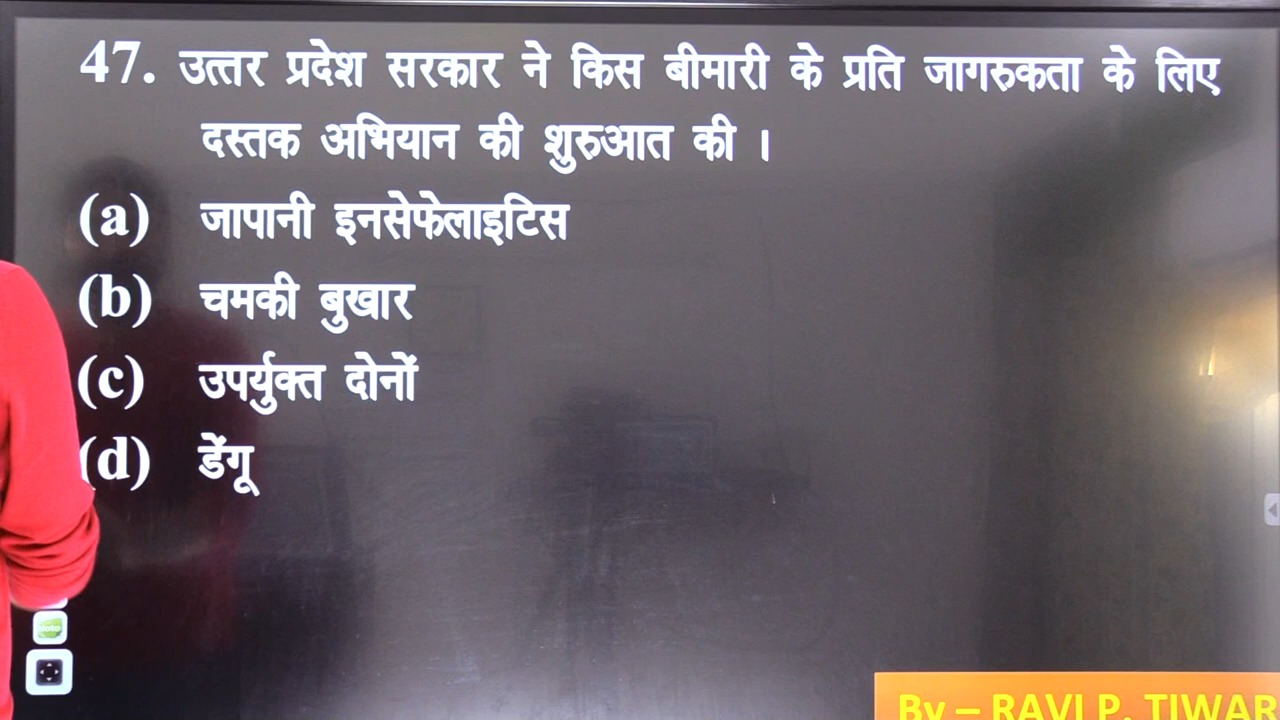 47. उत्तर प्रदेश सरकार ने किस बीमारी के प्रति जागरुकता के लिए
दस्तक अभियान की शुरुआत की ।
(a) जापानी इनसेफेलाइटिस
(b) चमकी बुखार
(c) उपर्युक्त दोनों
(d) डेंगू
By – RAVI P. TIWAR